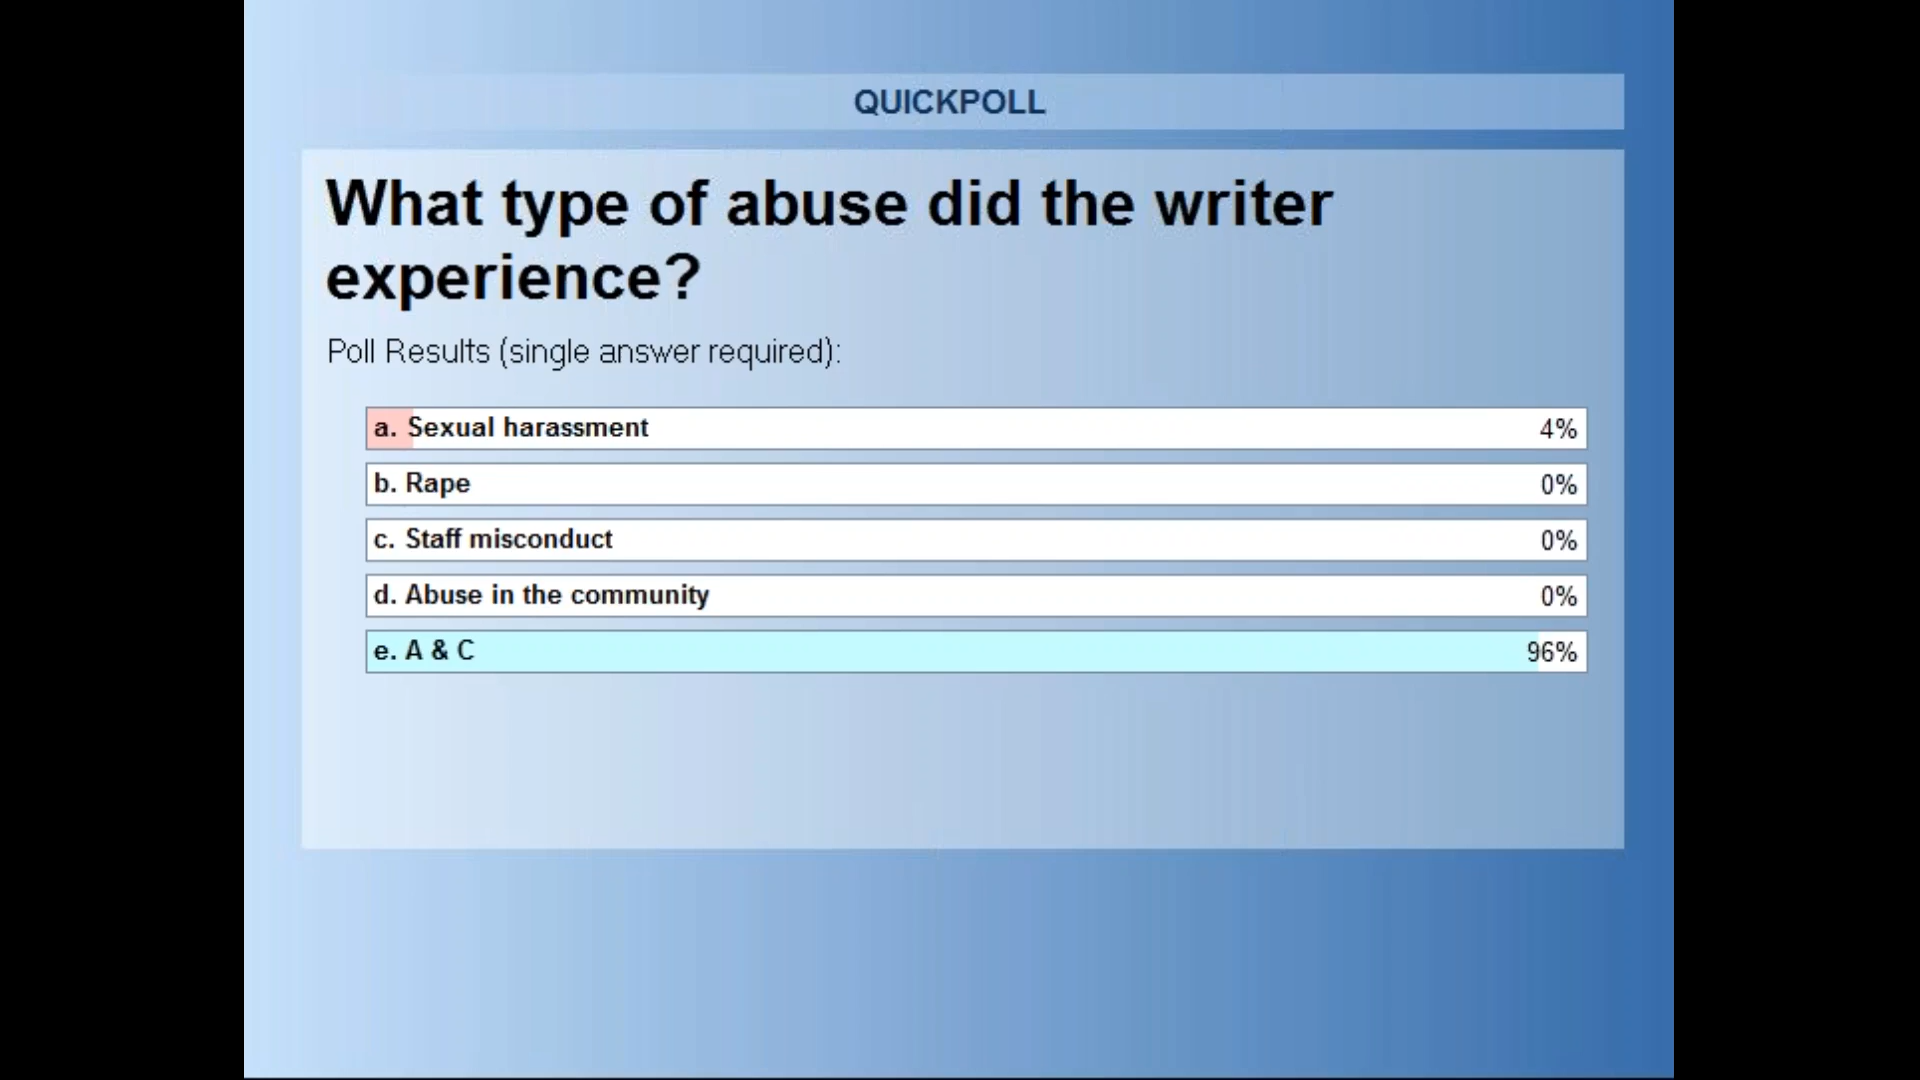 QUICKPOLL
What type of abuse did the writer
experience?
Poll Results (single answer required):
a. Sexual harassment 4%
b. Rape 0%
c. Staff misconduct 0%
d. Abuse in the community 0%
e. A & C 96%